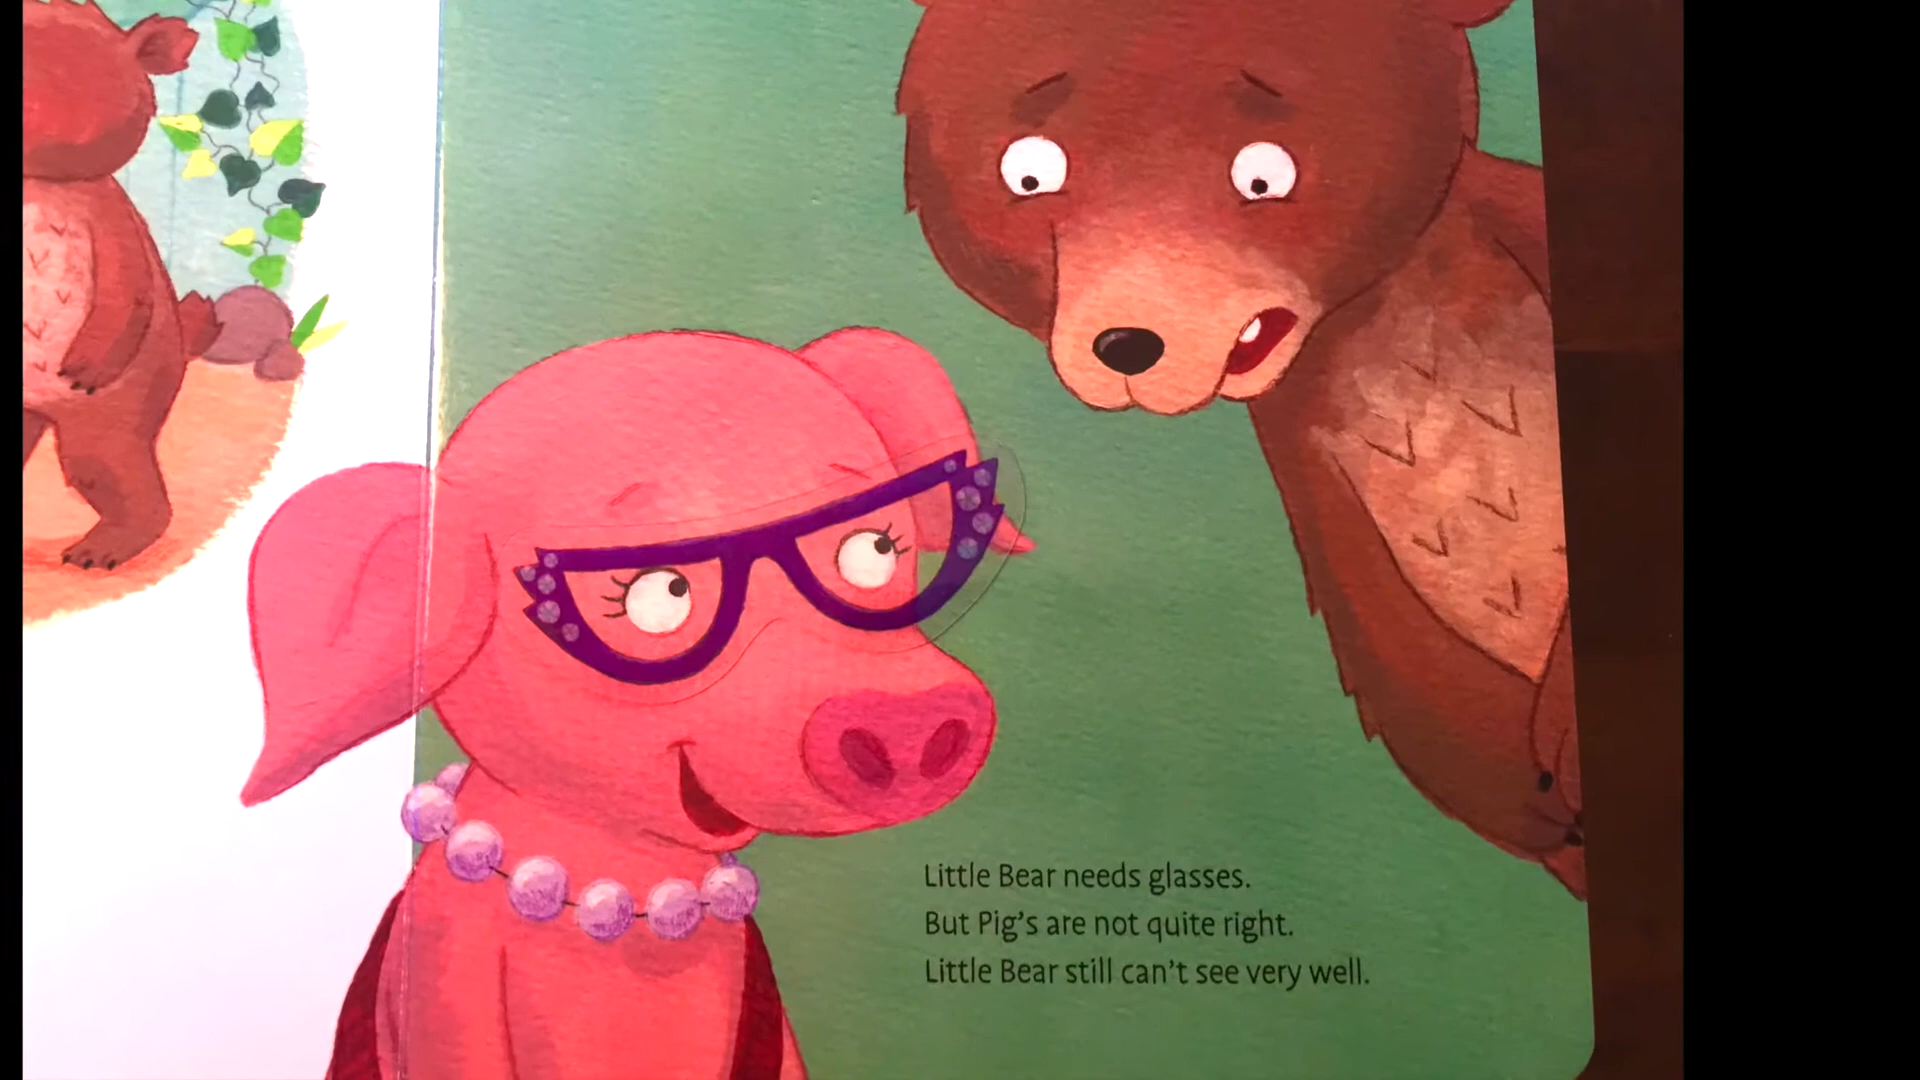 Little Bear needs glasses.
But Pig's are not quite right.
Little Bear still can't see very well.